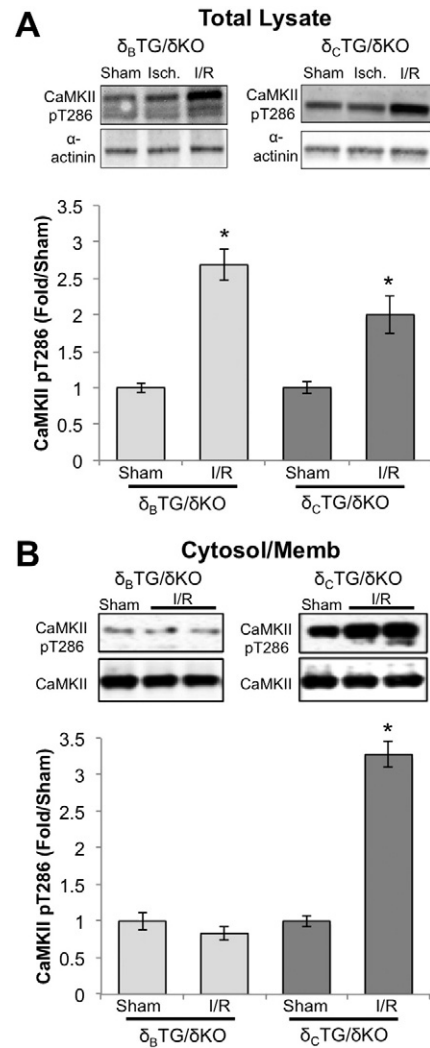 A
Total Lysate
δBTG/δKO
δCTG/δKO
Sham Isch. I/R
Sham Isch. I/R
CaMKII
pT286
CaMKII
pT286
α-
actinin
α-
actinin
CaMKII pT286 (Fold/Sham)
3.5
3
2.5
2
1.5
1
0.5
0
*
*
Sham I/R Sham I/R
δBTG/δKO δCTG/δKO
B
Cytosol/Memb
δBTG/δKO
δCTG/δKO
Sham I/R
Sham I/R
CaMKII
pT286
CaMKII
pT286
CaMKII
CaMKII
CaMKII pT286 (Fold/Sham)
3.5
3
2.5
2
1.5
1
0.5
0
*
Sham I/R Sham I/R
δBTG/δKO δCTG/δKO